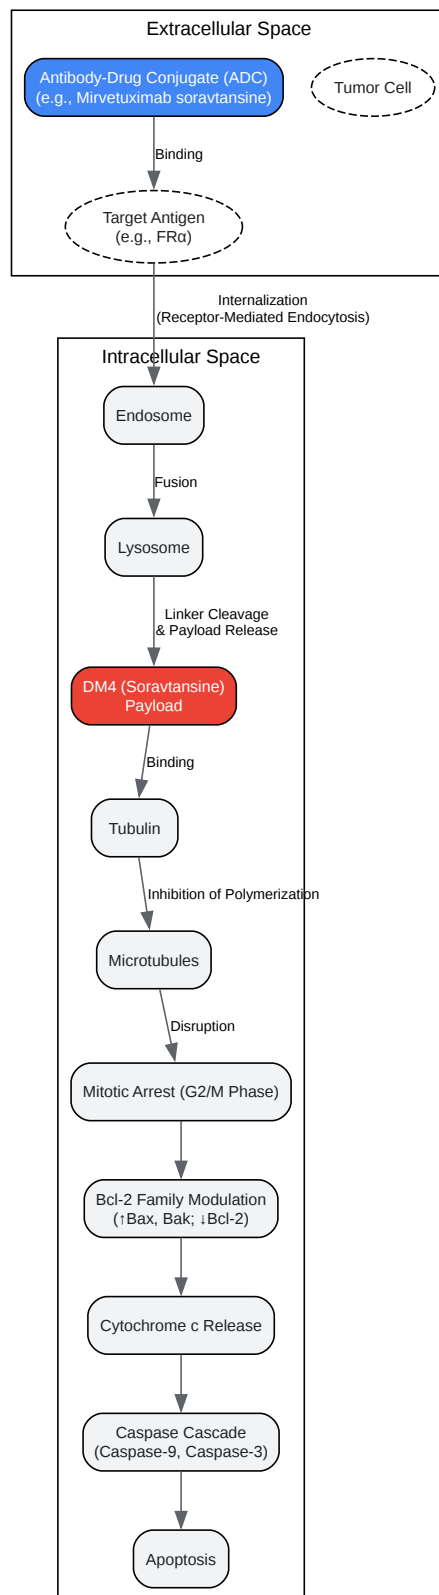 Extracellular Space
Antibody-Drug Conjugate (ADC)
(e.g., Mirvetuximab soravtansine)
Tumor Cell
Binding
Target Antigen
(e.g., FRα)
Internalization
(Receptor-Mediated Endocytosis)
Intracellular Space
Endosome
Fusion
Lysosome
Linker Cleavage
& Payload Release
DM4 (Soravtansine)
Payload
Binding
Tubulin
Inhibition of Polymerization
Microtubules
Disruption
Mitotic Arrest (G2/M Phase)
Bcl-2 Family Modulation
(↑Bax, Bak; ↓Bcl-2)
Cytochrome c Release
Caspase Cascade
(Caspase-9, Caspase-3)
Apoptosis